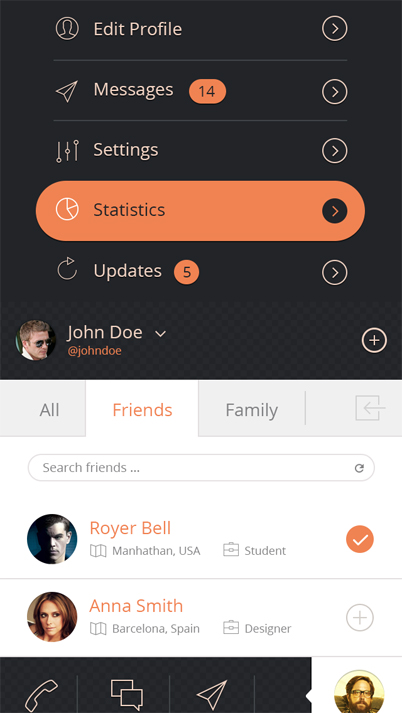 Edit Profile
Messages 14
Settings
Statistics
Updates 5
John Doe
@johndoe
All Friends Family
Search friends ...
Royer Bell
Manhathan, USA Student
Anna Smith
Barcelona, Spain Designer